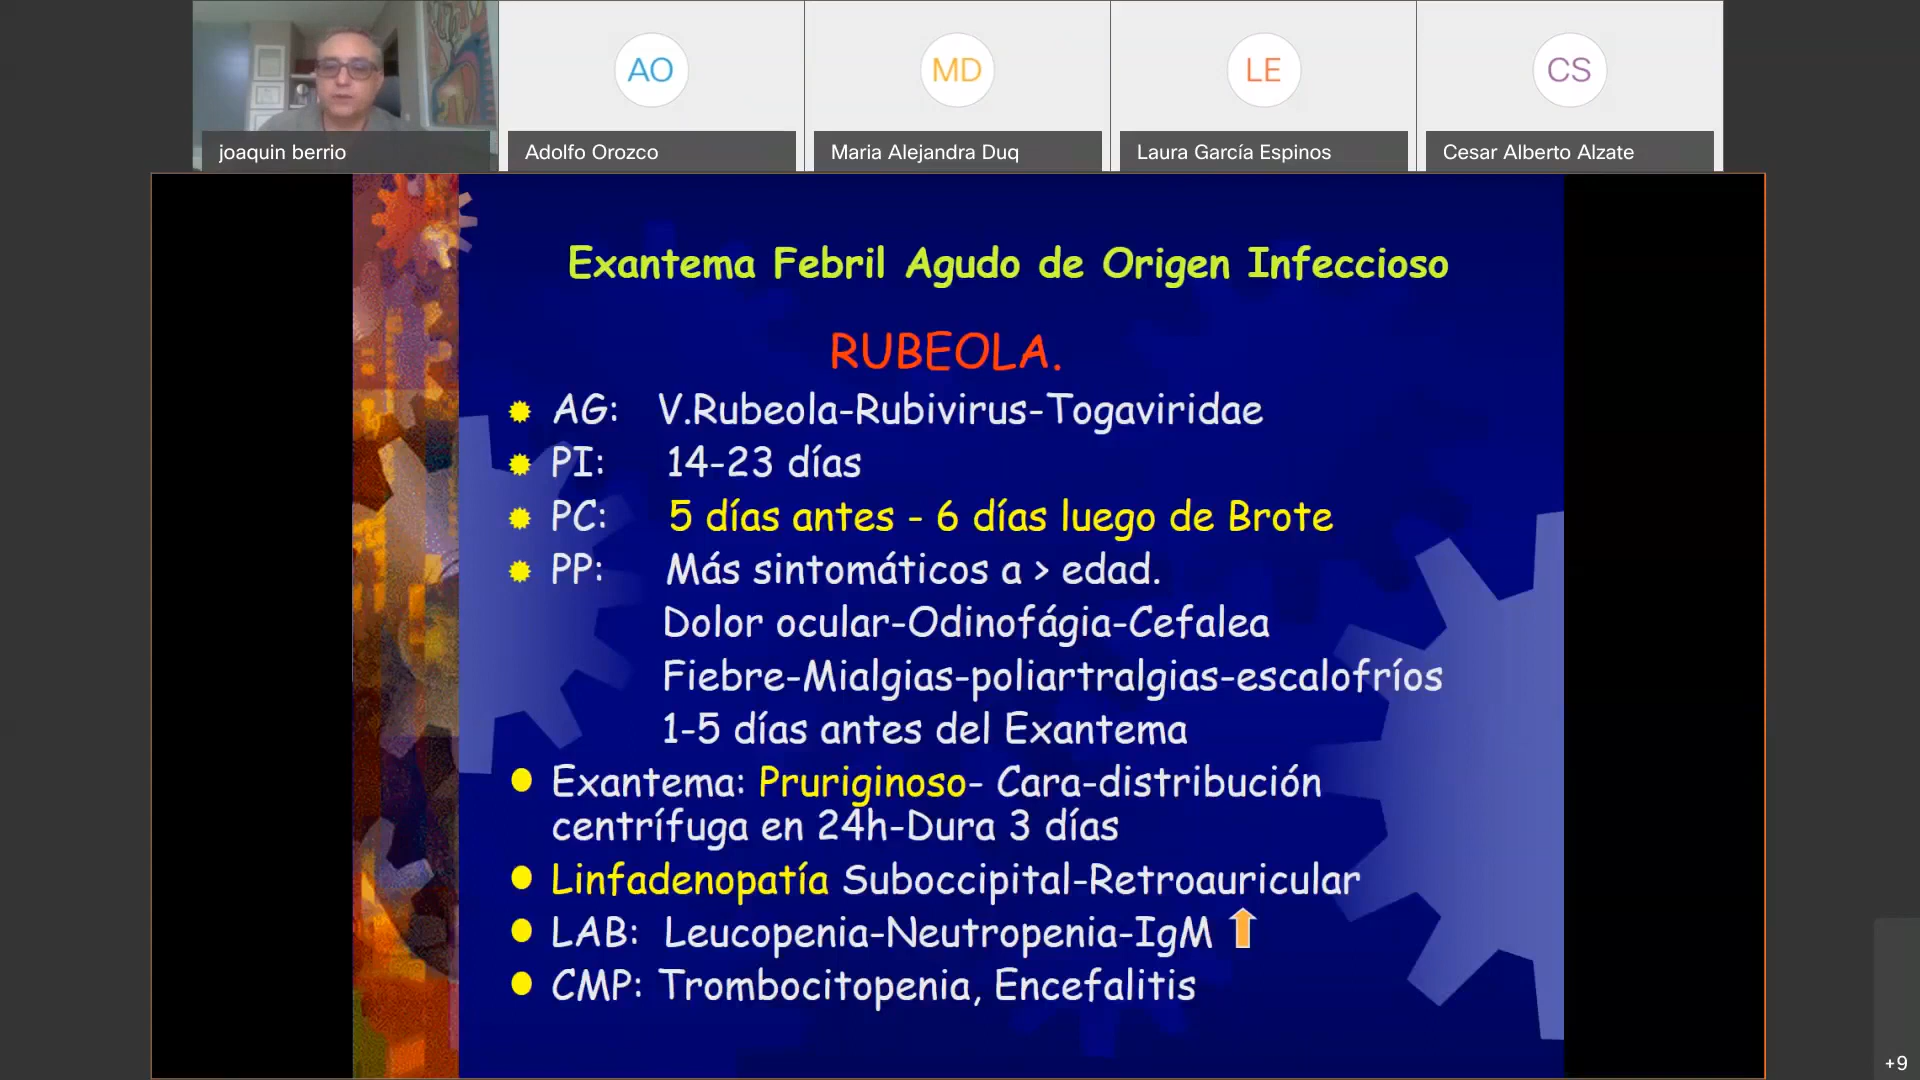 AO
MD
LE
CS
joaquin berrio
Adolfo Orozco
Maria Alejandra Duq
Laura García Espinos
Cesar Alberto Alzate
Exantema Febril Agudo de Origen Infeccioso
RUBEOLA.
AG: V.Rubeola-Rubivirus-Togaviridae
PI: 14-23 días
PC: 5 días antes - 6 días luego de Brote
PP: Más sintomáticos a > edad.
Dolor ocular-Odinofágia-Cefalea
Fiebre-Mialgias-poliartralgias-escalofríos
1-5 días antes del Exantema
Exantema: Pruriginoso- Cara-distribución
centrífuga en 24h-Dura 3 días
Linfadenopatía Suboccipital-Retroauricular
LAB: Leucopenia-Neutropenia-IgM
CMP: Trombocitopenia, Encefalitis
+9